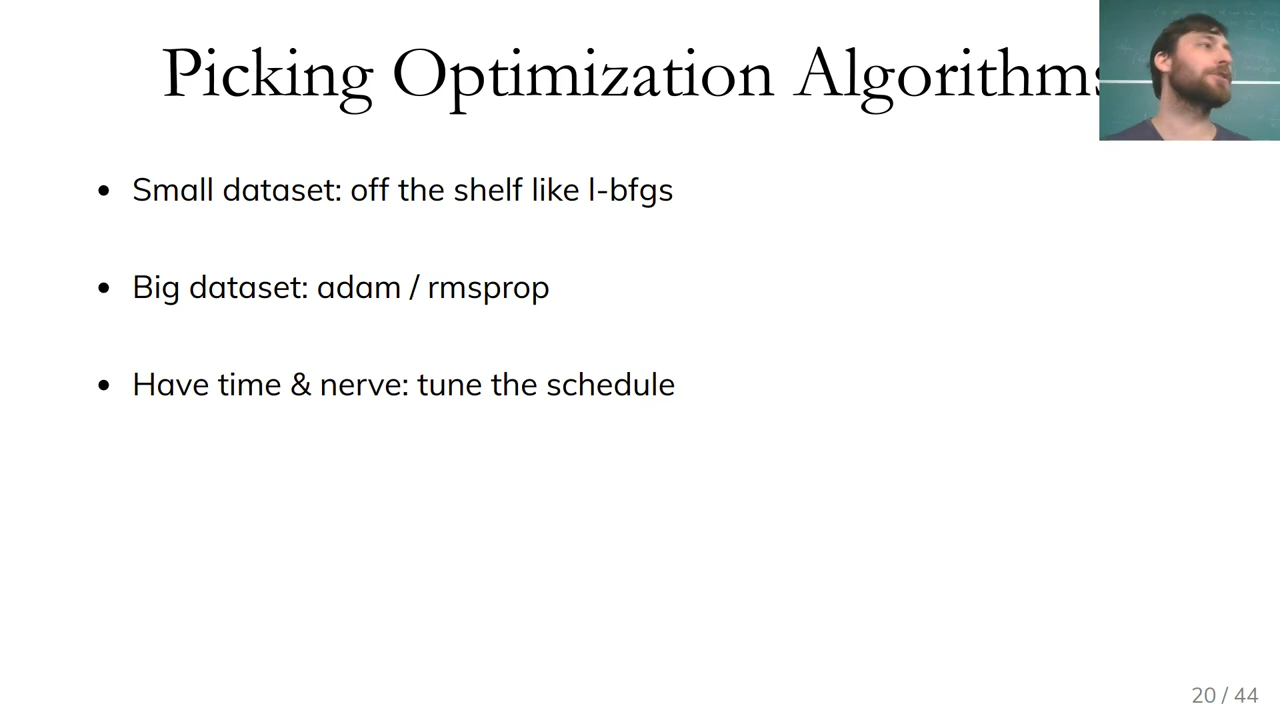 Picking Optimization Algorithms
Small dataset: off the shelf like l-bfgs
Big dataset: adam / rmsprop
Have time & nerve: tune the schedule
20 / 44